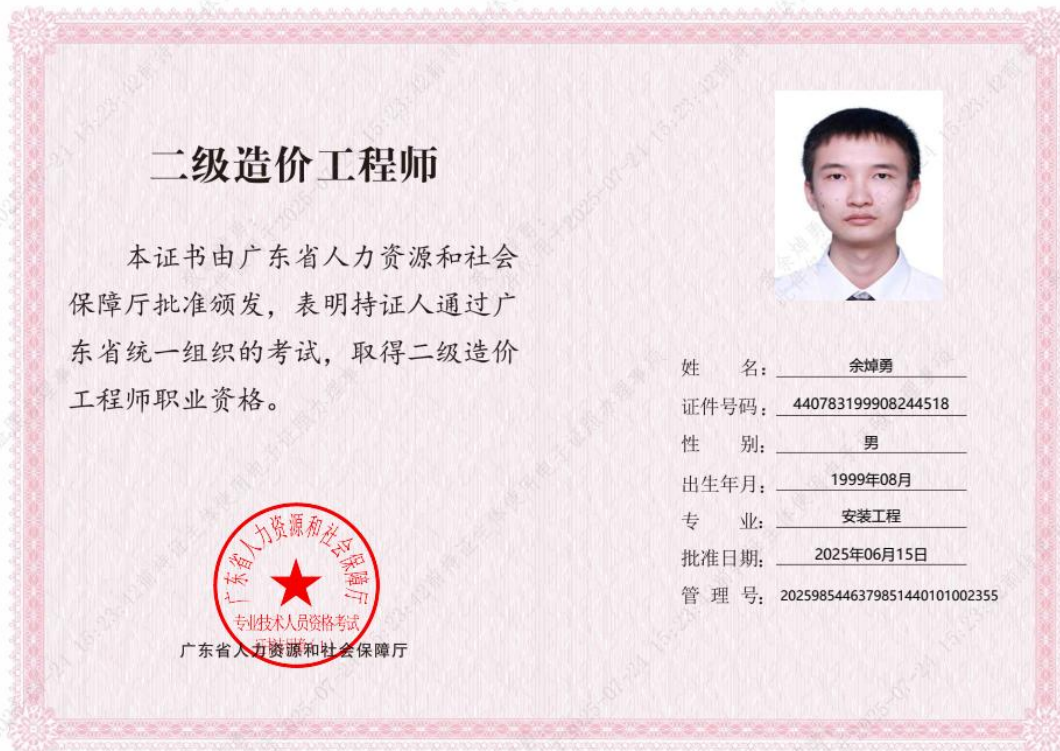 二级造价工程师
本证书由广东省人力资源和社会
保障厅批准颁发，表明持证人通过广
东省统一组织的考试，取得二级造价
工程师职业资格。
广东省人力资源和社会保障厅
专业技术人员资格考试
广东省人力资源和社会保障厅
姓 名：余焯勇
证件号码：440783199908244518
性 别：男
出生年月：1999年08月
专 业：安装工程
批准日期：2025年06月15日
管 理 号：2025985446379851440101002355